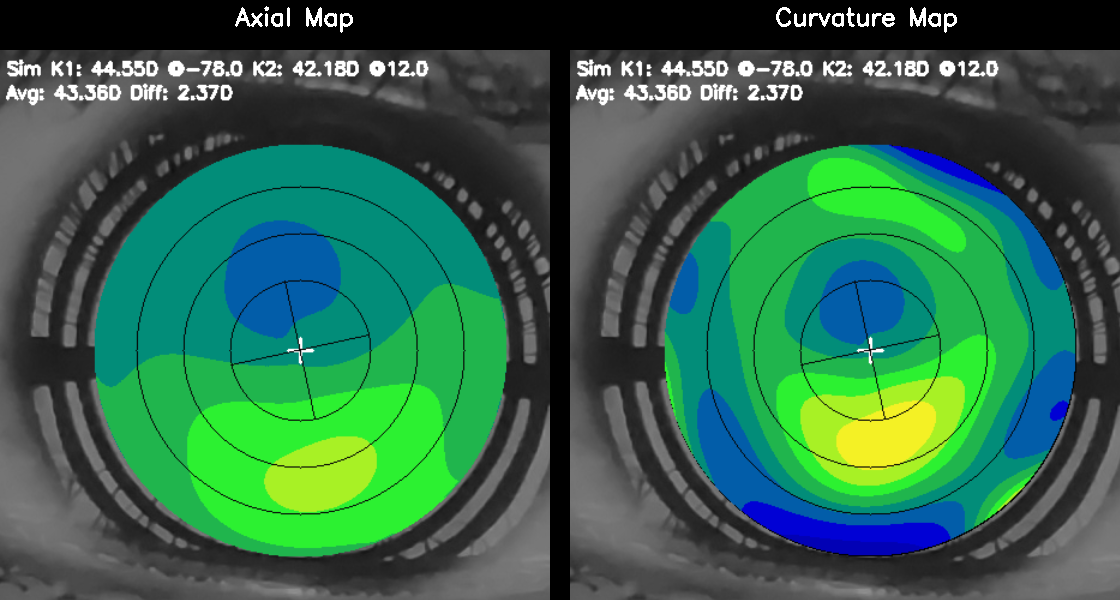 Axial Map
Curvature Map
Sim K1: 44.55D @-78.0 K2: 42.18D @12.0
Avg: 43.36D Diff: 2.37D
Sim K1: 44.55D @-78.0 K2: 42.18D @12.0
Avg: 43.36D Diff: 2.37D